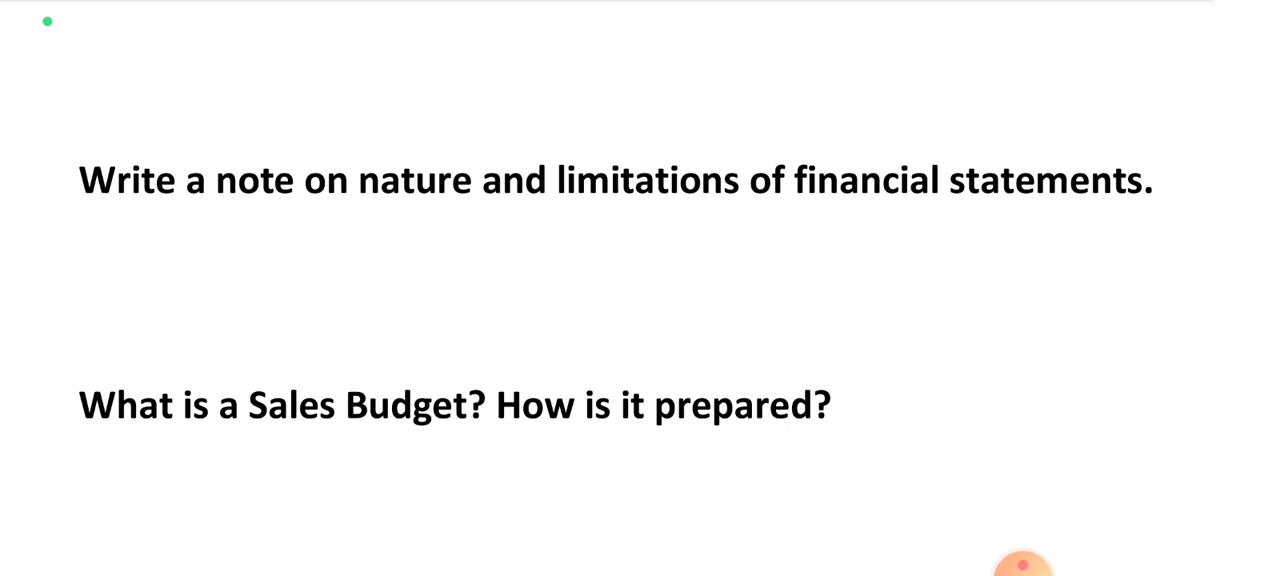 Write a note on nature and limitations of financial statements.
What is a Sales Budget? How is it prepared?